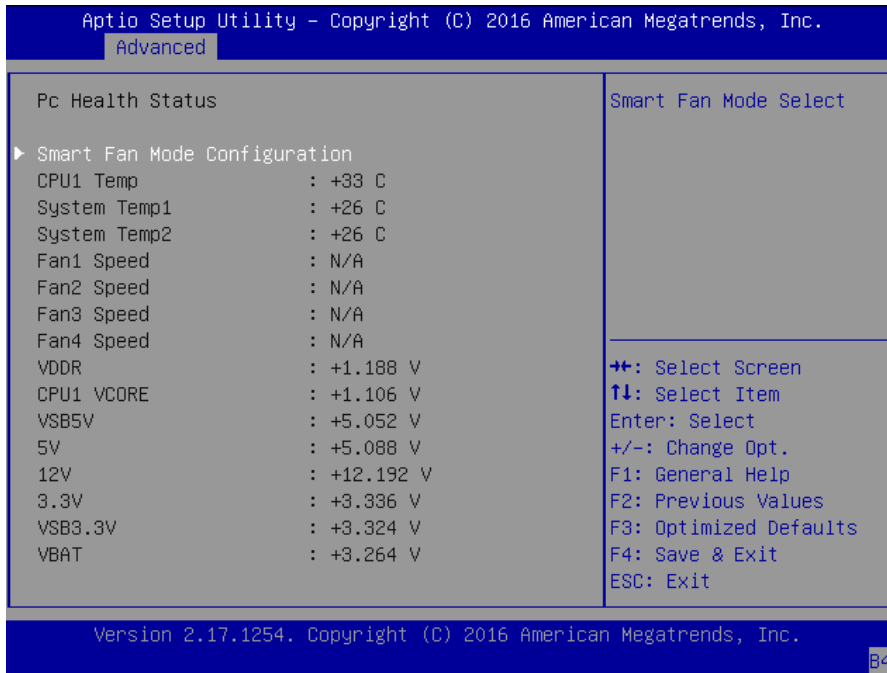 Aptio Setup Utility – Copyright (C) 2016 American Megatrends, Inc.
Advanced
Pc Health Status
Smart Fan Mode Configuration
CPU1 Temp : +33 C
System Temp1 : +26 C
System Temp2 : +26 C
Fan1 Speed : N/A
Fan2 Speed : N/A
Fan3 Speed : N/A
Fan4 Speed : N/A
VDDR : +1.188 V
CPU1 VCORE : +1.106 V
VSB5V : +5.052 V
5V : +5.088 V
12V : +12.192 V
3.3V : +3.336 V
VSB3.3V : +3.324 V
VBAT : +3.264 V
Smart Fan Mode Select
→←: Select Screen
↑↓: Select Item
Enter: Select
+/-: Change Opt.
F1: General Help
F2: Previous Values
F3: Optimized Defaults
F4: Save & Exit
ESC: Exit
Version 2.17.1254. Copyright (C) 2016 American Megatrends, Inc.
B4